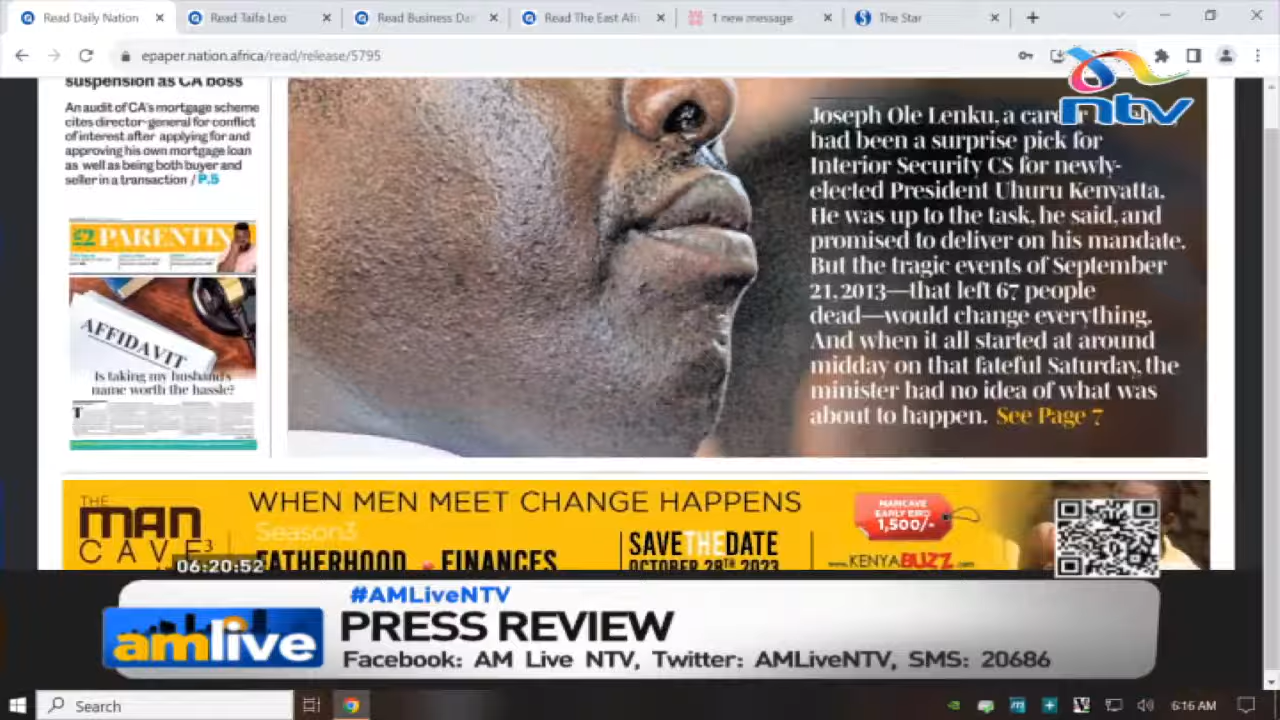 Read Daily Nation
Read Taifa Leo
Read Business Da
Read The East Afri
1 new message
The Star
epaper.nation.africa/read/release/5795
ntv
suspension as CA boss
An audit of CA's mortgage scheme
cites director-general for conflict
of interest after applying for and
approving his own mortgage loan
as well as being both buyer and
seller in a transaction / P.5
PARENTIN
AFFIDAVIT
Is taking my husband's
name worth the hassle?
Joseph Ole Lenku, a
had been a surprise pick for
Interior Security CS for newly-
elected President Uhuru Kenyatta.
He was up to the task, he said, and
promised to deliver on his mandate.
But the tragic events of September
21, 2013—that left 67 people
dead—would change everything.
And when it all started at around
midday on that fateful Saturday, the
minister had no idea of what was
about to happen. See Page 7
THE
MAN
CAVE3
WHEN MEN MEET CHANGE HAPPENS
Season3
FATHERHOOD FINANCES
SAVE THE DATE
OCTOBER 28TH 2023
MANCAVE
EARLY BIRD
1,500/-
www.KENYABUZZ.com
06:20:52
#AMLiveNTV
amlive
PRESS REVIEW
Facebook: AM Live NTV, Twitter: AMLiveNTV, SMS: 20686
Search
6:16 AM